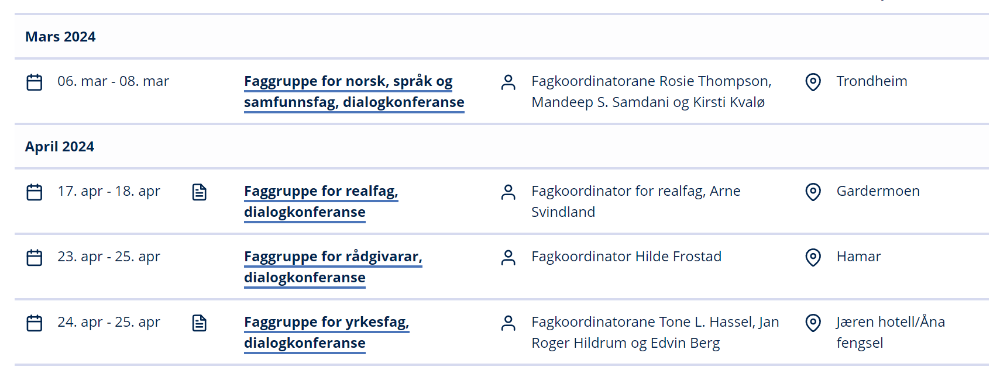 Mars 2024
06. mar - 08. mar
Faggruppe for norsk, språk og
samfunnsfag, dialogkonferanse
Fagkoordinatorane Rosie Thompson,
Mandeep S. Samdani og Kirsti Kvalø
Trondheim
April 2024
17. apr - 18. apr
Faggruppe for realfag,
dialogkonferanse
Fagkoordinator for realfag, Arne
Svindland
Gardermoen
23. apr - 25. apr
Faggruppe for rådgivarar,
dialogkonferanse
Fagkoordinator Hilde Frostad
Hamar
24. apr - 25. apr
Faggruppe for yrkesfag,
dialogkonferanse
Fagkoordinatorane Tone L. Hassel, Jan
Roger Hildrum og Edvin Berg
Jæren hotell/Åna
fengsel